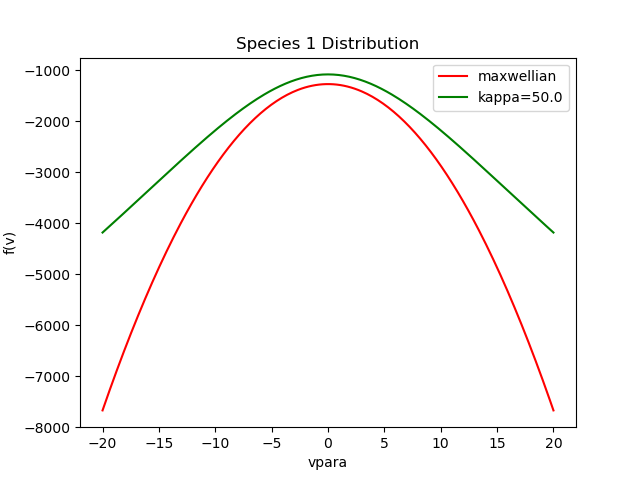 Species 1 Distribution
maxwellian
kappa=50.0
f(v)
−1000
−2000
−3000
−4000
−5000
−6000
−7000
−8000
−20 −15 −10 −5 0 5 10 15 20
vpara